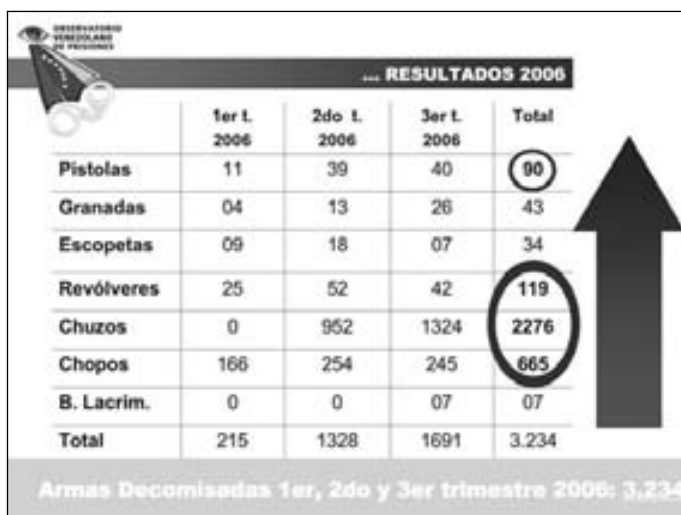 OBSERVATORIO
VENEZOLANO
DE PRISIONES
... RESULTADOS 2006
1er t. 2do t. 3er t. Total
2006 2006 2006
Pistolas 11 39 40 90
Granadas 04 13 26 43
Escopetas 09 18 07 34
Revólveres 25 52 42 119
Chuzos 0 952 1324 2276
Chopos 166 254 245 665
B. Lacrim. 0 0 07 07
Total 215 1328 1691 3.234
Armas Decomisadas 1er, 2do y 3er trimestre 2006: 3.234